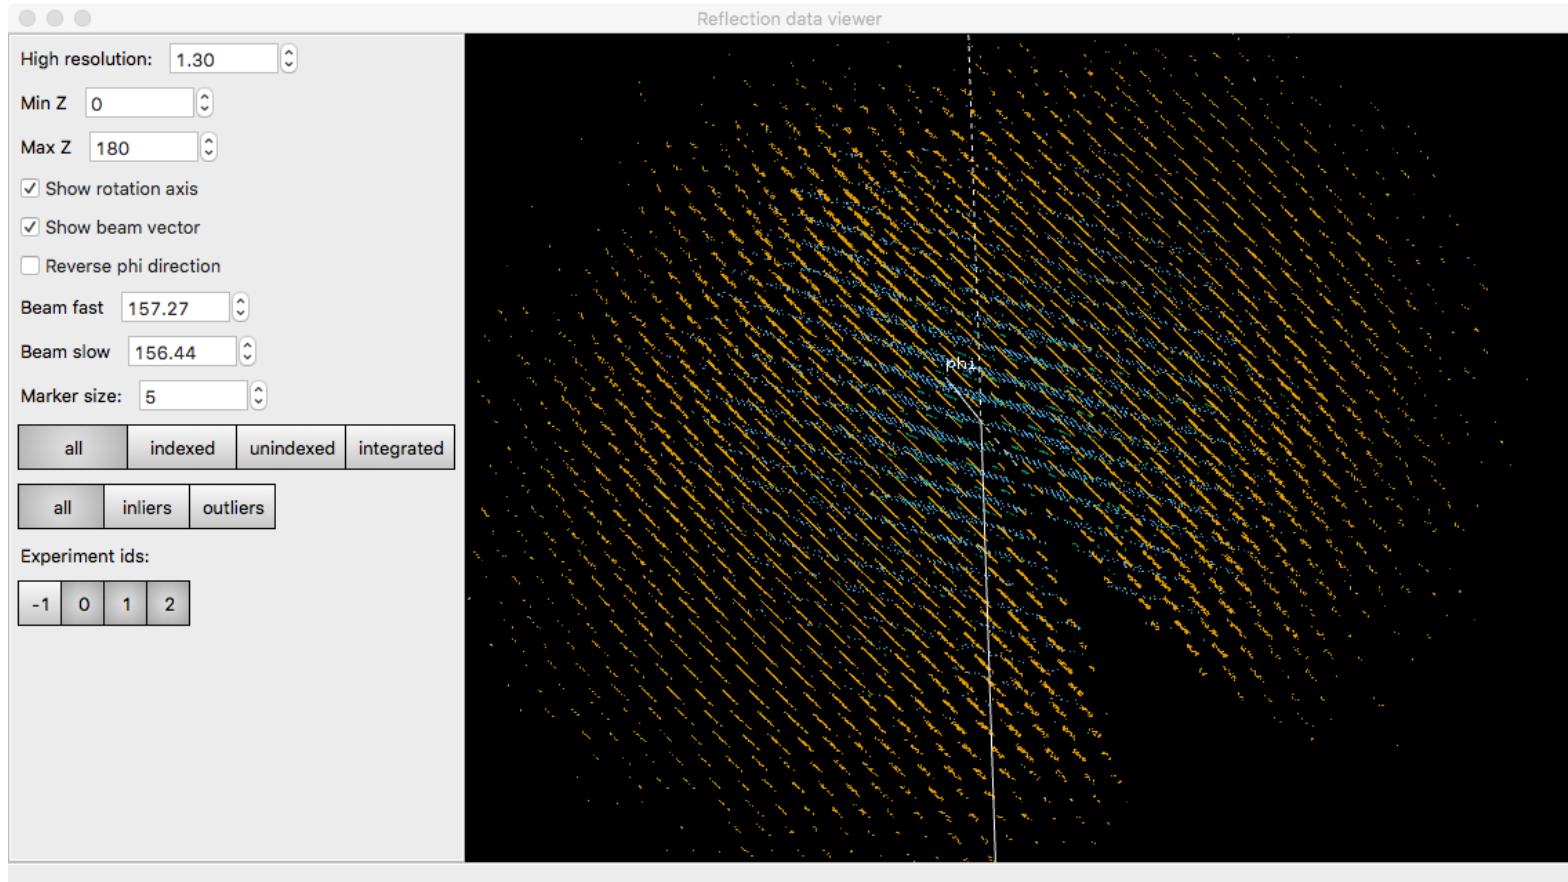 Reflection data viewer
High resolution: 1.30
Min Z 0
Max Z 180
Show rotation axis
Show beam vector
Reverse phi direction
Beam fast 157.27
Beam slow 156.44
Marker size: 5
all indexed unindexed integrated
all inliers outliers
Experiment ids:
-1 0 1 2
phi